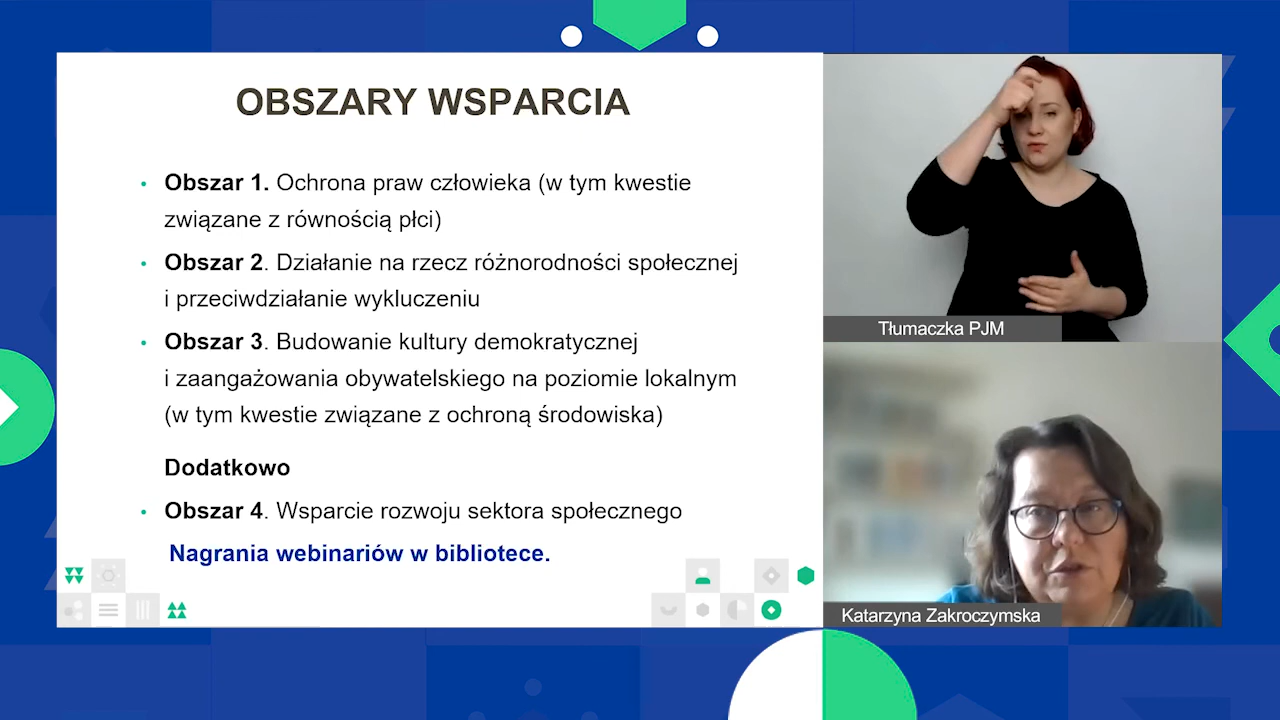 OBSZARY WSPARCIA
• Obszar 1. Ochrona praw człowieka (w tym kwestie
związane z równością płci)
• Obszar 2. Działanie na rzecz różnorodności społecznej
i przeciwdziałanie wykluczeniu
• Obszar 3. Budowanie kultury demokratycznej
i zaangażowania obywatelskiego na poziomie lokalnym
(w tym kwestie związane z ochroną środowiska)
Dodatkowo
• Obszar 4. Wsparcie rozwoju sektora społecznego
Nagrania webinariów w bibliotece.
Tłumaczka PJM
Katarzyna Zakroczymska